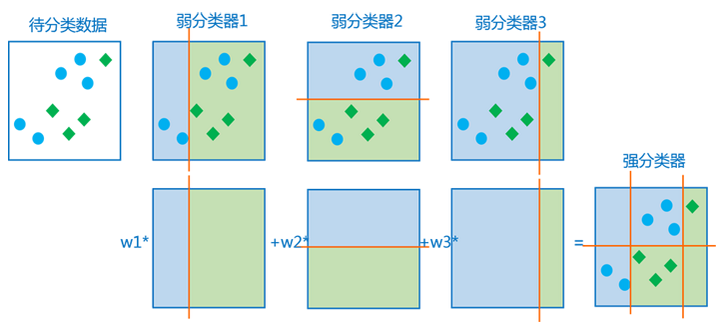 待分类数据
弱分类器1
弱分类器2
弱分类器3
强分类器
w1*
+w2*
+w3*
=